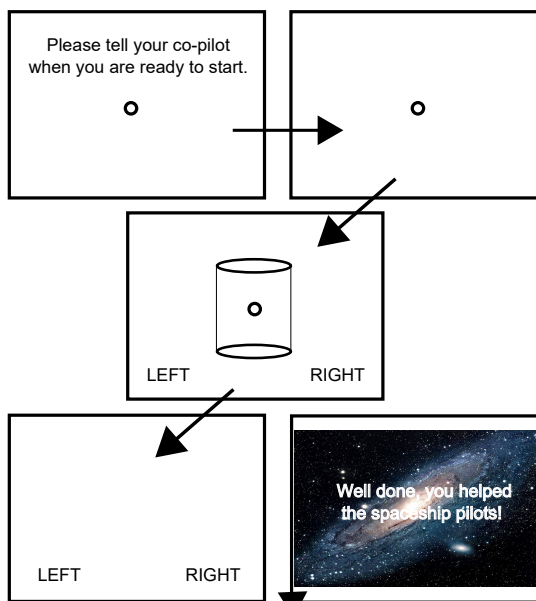 Please tell your co-pilot
when you are ready to start.
LEFT RIGHT
LEFT RIGHT
Well done, you helped
the spaceship pilots!